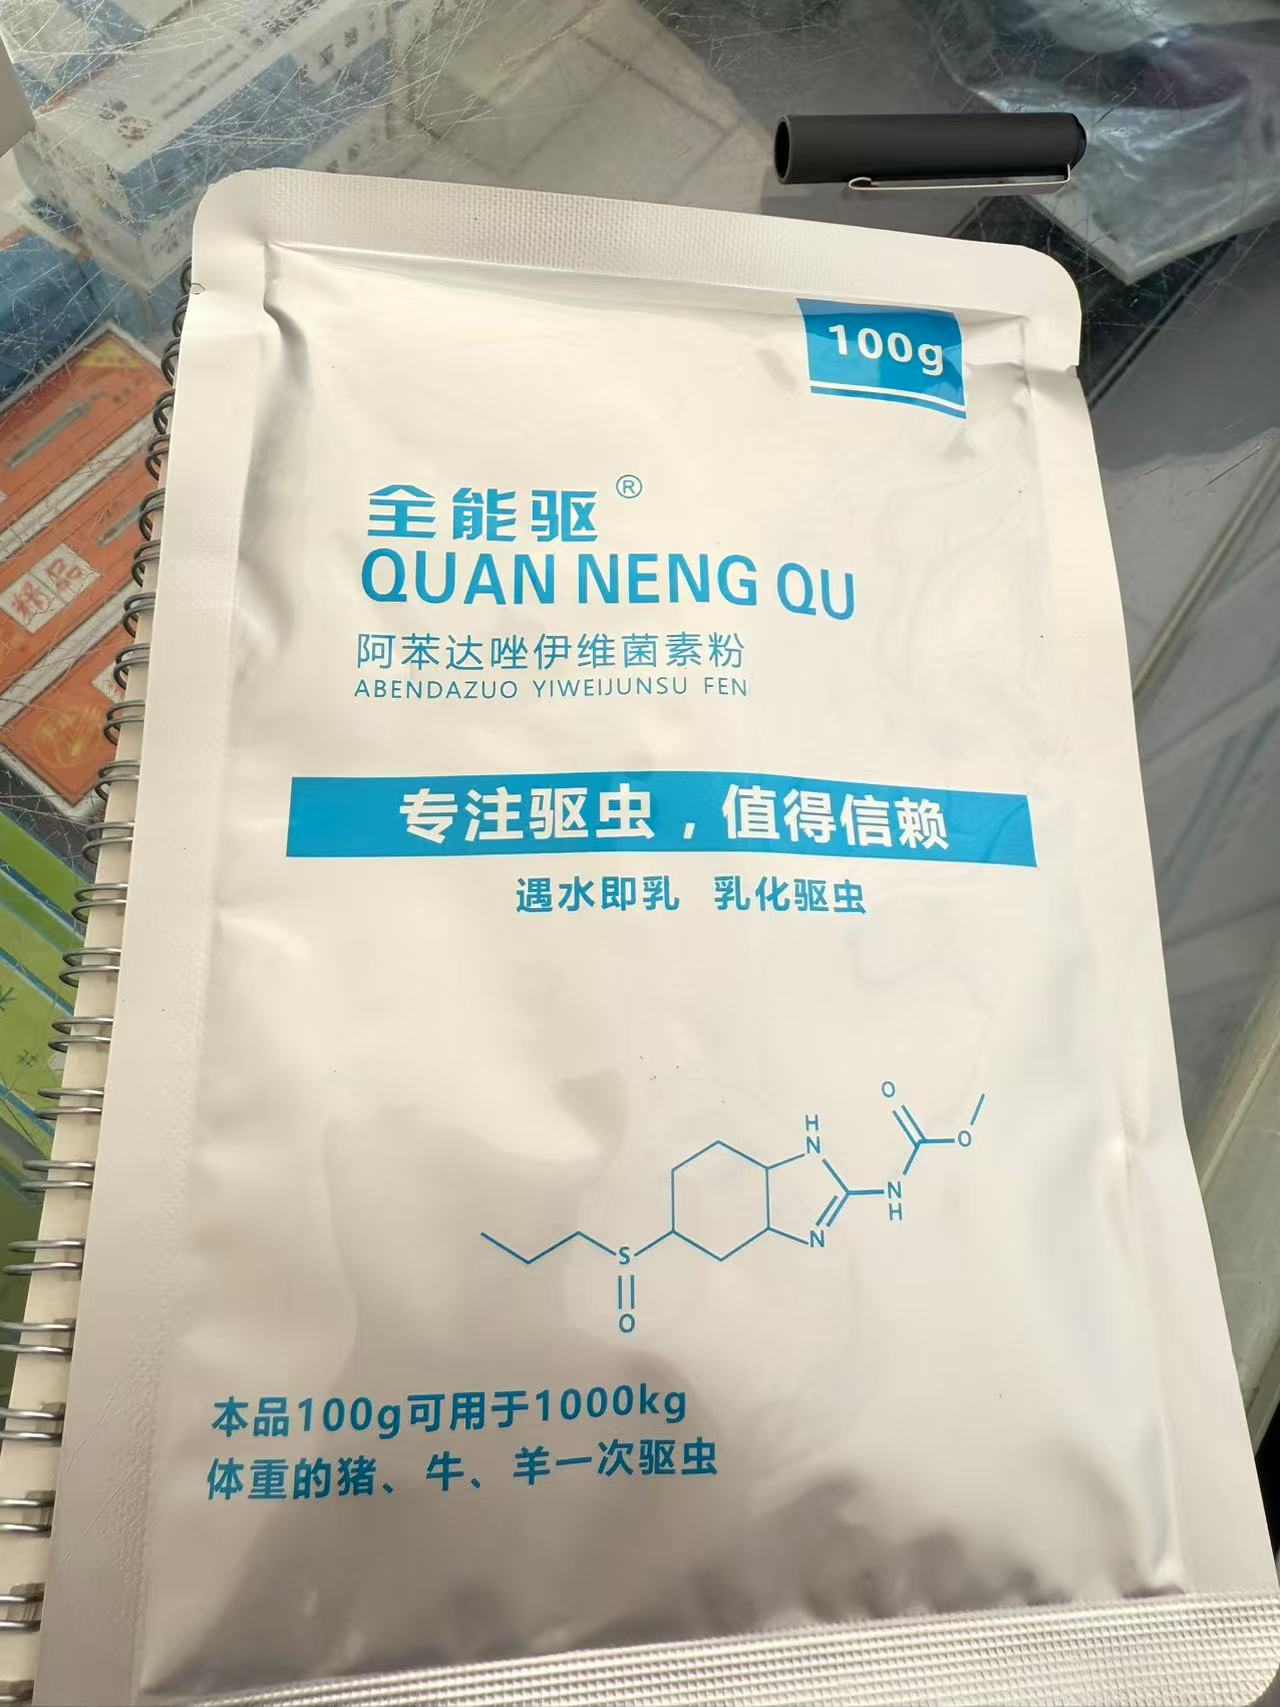 100g
全能驱®
QUAN NENG QU
阿苯达唑伊维菌素粉
ABENDAZUO YIWEIJUNSU FEN
专注驱虫，值得信赖
遇水即乳 乳化驱虫
O
H
N
O
N
H
N
S
O
本品100g可用于1000kg
体重的猪、牛、羊一次驱虫
精品